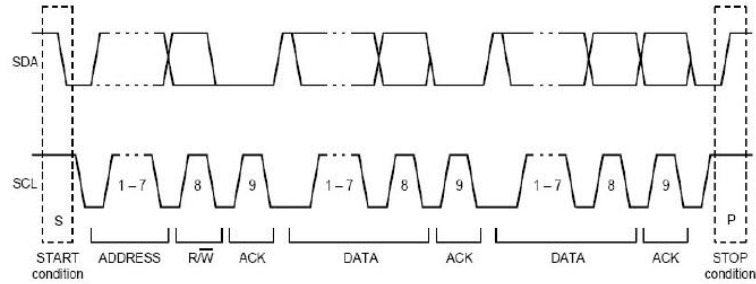 SDA
SCL
1 – 7 8 9 1 – 7 8 9 1 – 7 8 9
S P
START condition ADDRESS R/W̅ ACK DATA ACK DATA ACK STOP condition